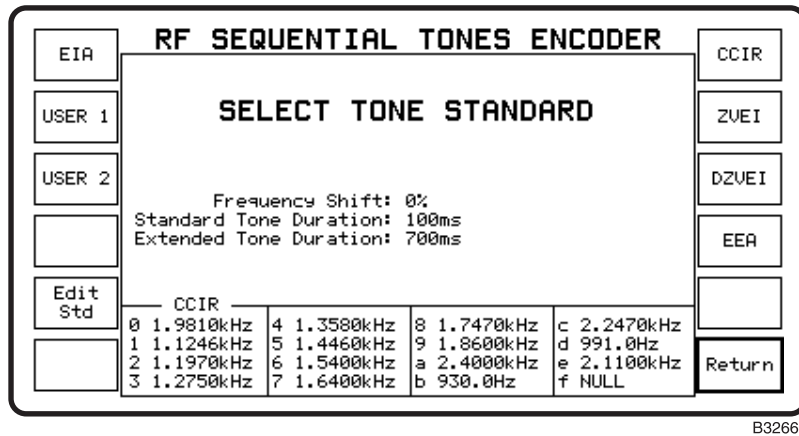 RF SEQUENTIAL TONES ENCODER
EIA
USER 1
USER 2
Edit
Std
SELECT TONE STANDARD
Frequency Shift: 0%
Standard Tone Duration: 100ms
Extended Tone Duration: 700ms
CCIR
0 1.9810kHz 4 1.3580kHz 8 1.7470kHz c 2.2470kHz
1 1.1246kHz 5 1.4460kHz 9 1.8600kHz d 991.0Hz
2 1.1970kHz 6 1.5400kHz a 2.4000kHz e 2.1100kHz
3 1.2750kHz 7 1.6400kHz b 930.0Hz f NULL
CCIR
ZVEI
DZVEI
EEA
Return
B3266